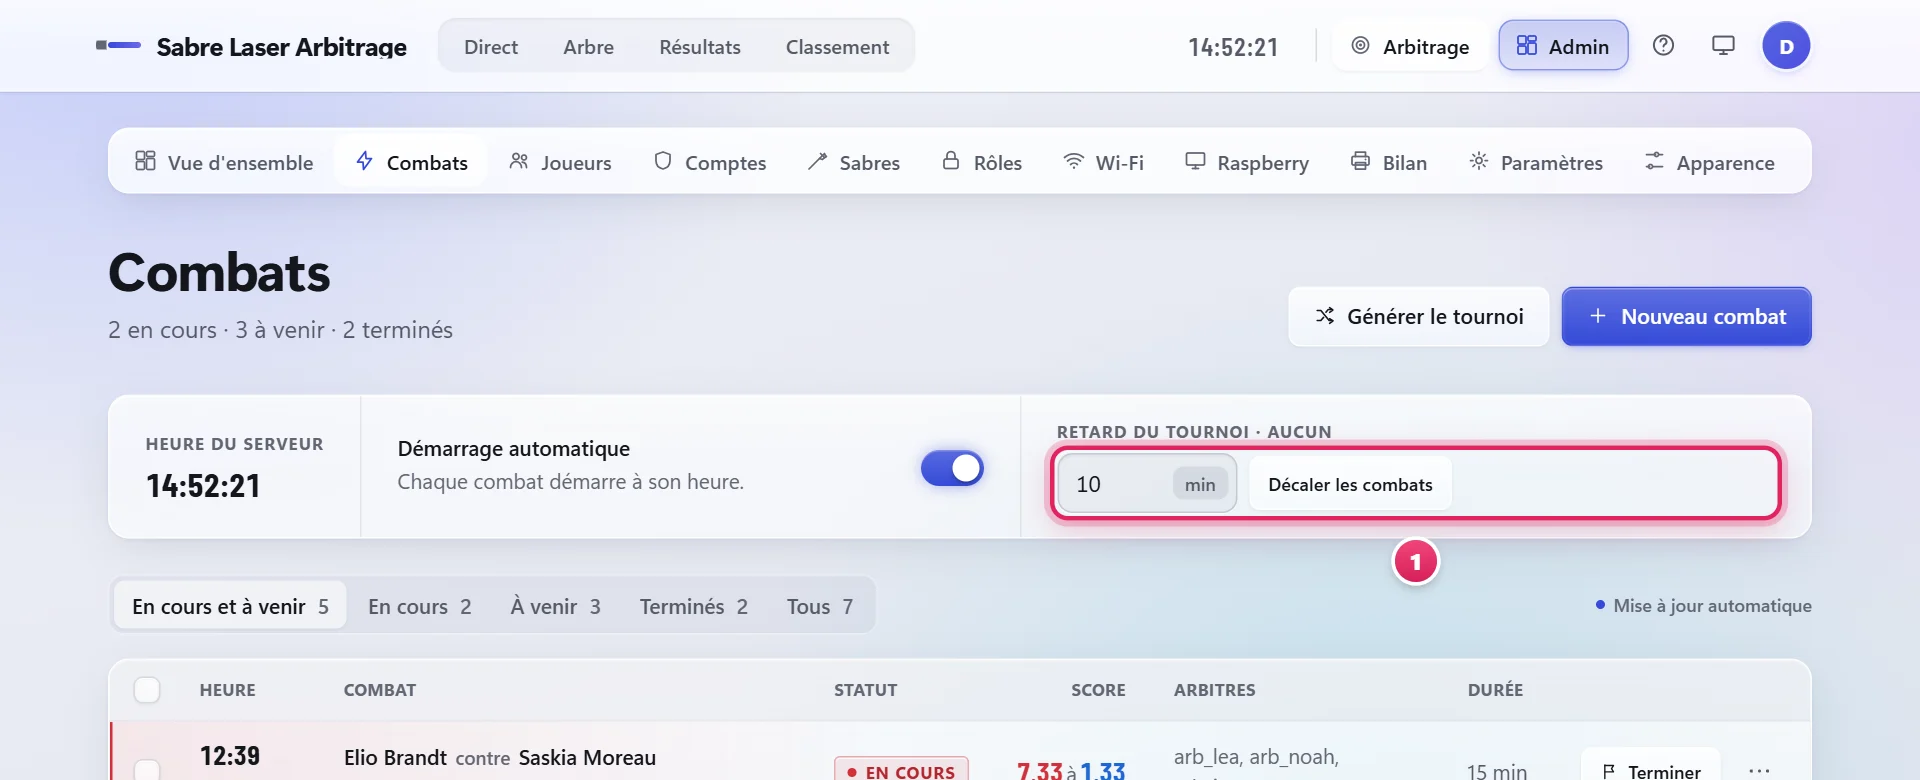 Sabre Laser Arbitrage Direct Arbre Résultats Classement 14:52:21 Arbitrage Admin D
Vue d'ensemble Combats Joueurs Comptes Sabres Rôles Wi-Fi Raspberry Bilan Paramètres Apparence
Combats
2 en cours · 3 à venir · 2 terminés
Générer le tournoi Nouveau combat
HEURE DU SERVEUR
14:52:21
Démarrage automatique
Chaque combat démarre à son heure.
RETARD DU TOURNOI · AUCUN
10 min Décaler les combats
1
En cours et à venir 5 En cours 2 À venir 3 Terminés 2 Tous 7 Mise à jour automatique
HEURE COMBAT STATUT SCORE ARBITRES DURÉE
12:39 Elio Brandt contre Saskia Moreau EN COURS 7,33 à 1,33 arb_lea, arb_noah, 15 min Terminer